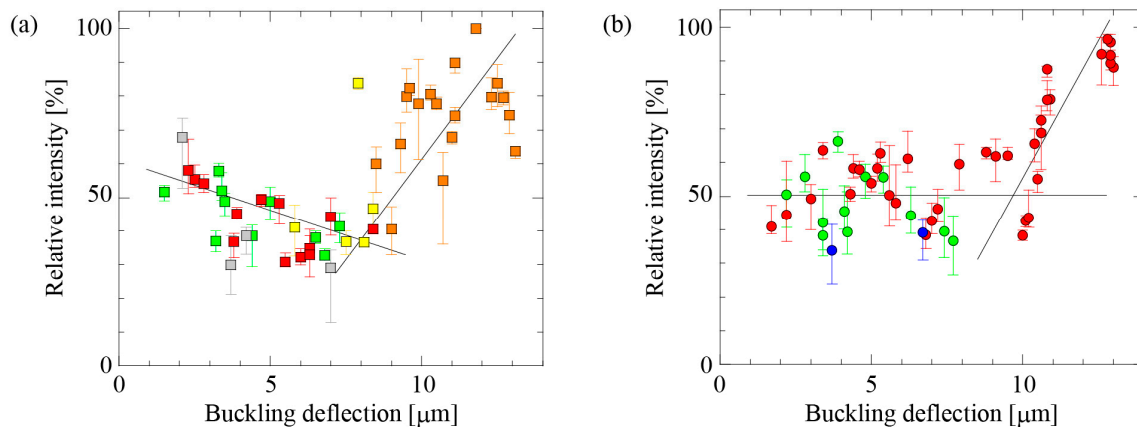 (a)
Relative intensity [%]
100
50
0
0 5 10
Buckling deflection [μm]
(b)
Relative intensity [%]
100
50
0
0 5 10
Buckling deflection [μm]